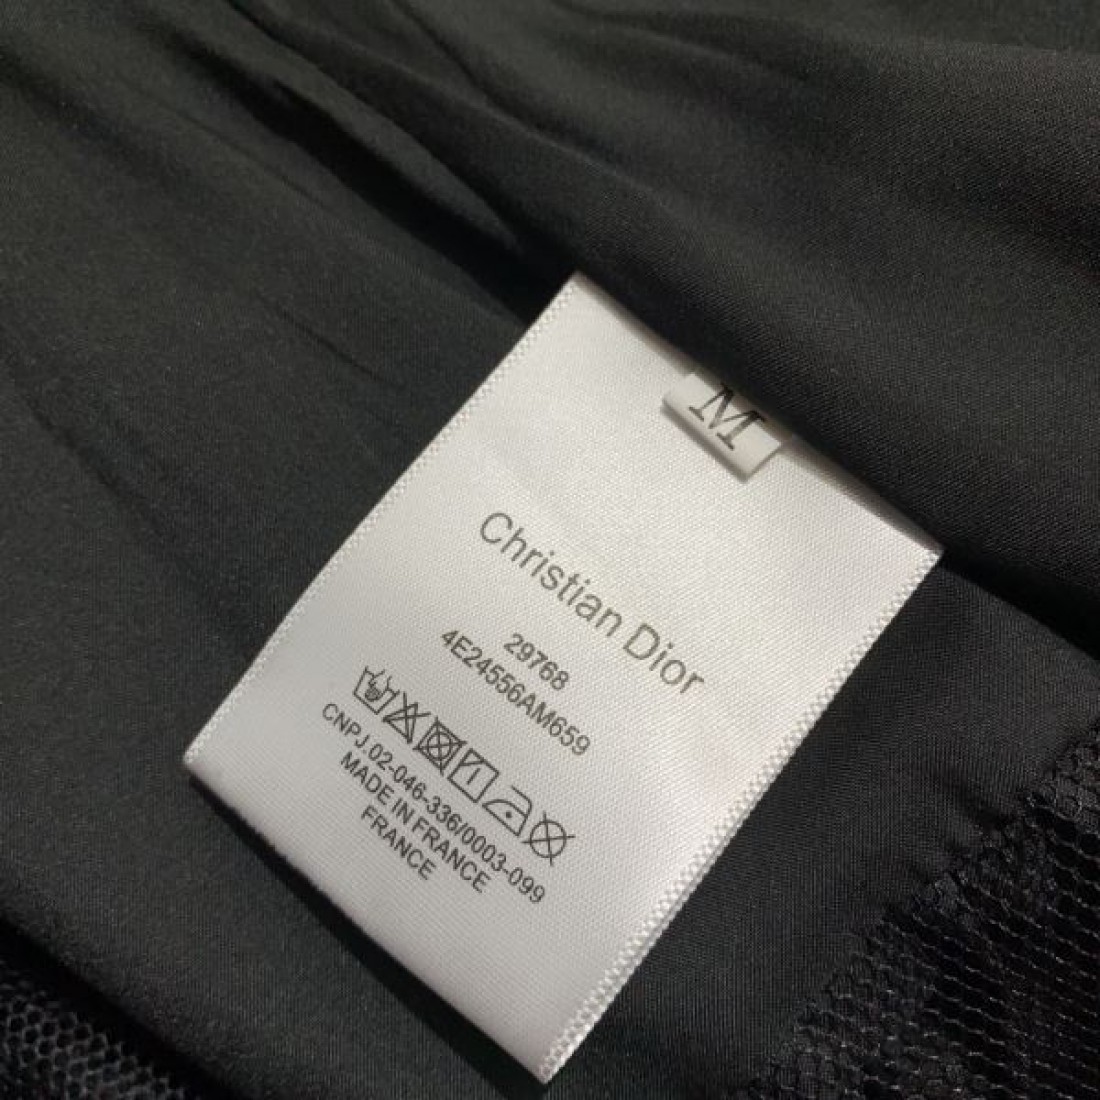 M
Christian Dior
29768
4E24556AM659
CNPJ.02-046-336/0003-099
MADE IN FRANCE
FRANCE